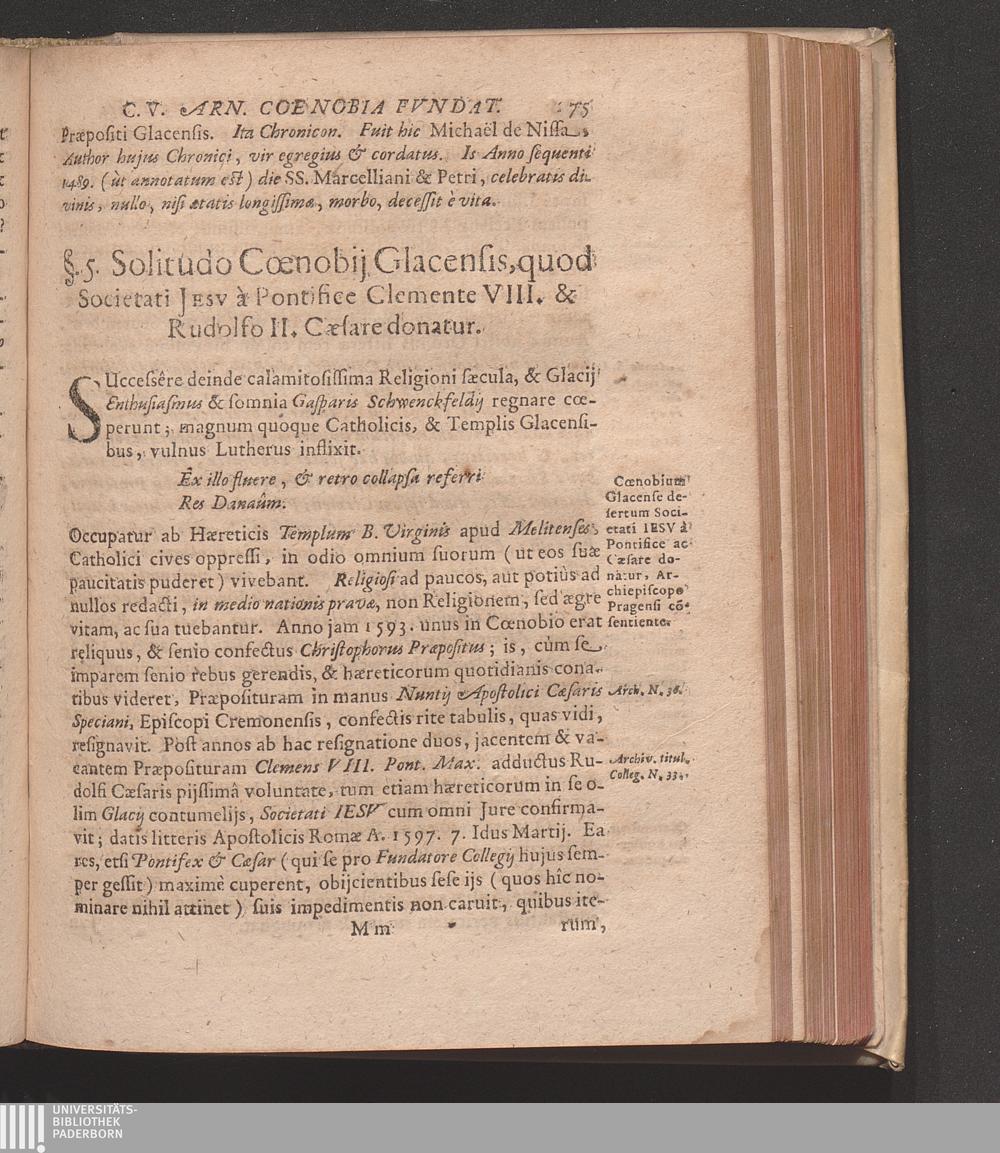 C. V. ARN. COENOBIA FVNDAT. 75
Præpositi Glacensis. Ita Chronicon. Fuit hic Michaël de Nissa,
Author hujus Chronici, vir egregius & cordatus. Is Anno sequenti
1489. (ùt annotatum est) die SS. Marcelliani & Petri, celebratis di-
vinis, nullo, nisi ætatis longissimæ, morbo, decessit è vita.
§. 5. Solitudo Cœnobij Glacensis, quod
Societati JESV à Pontifice Clemente VIII. &
Rudolfo II. Cæsare donatur.
SUccessêre deinde calamitosissima Religioni sæcula, & Glacij
Enthusiasmus & somnia Gasparis Schwenckfeldij regnare cœ-
perunt; magnum quoque Catholicis, & Templis Glacensi-
bus, vulnus Lutherus inflixit.
Êx illo fluere, & retro collapsa referri
Res Danaûm.
Occupatur ab Hæreticis Templum B. Virginis apud Melitenses,
Catholici cives oppressi, in odio omnium suorum (ut eos suæ
paucitatis puderet) vivebant. Religiosi ad paucos, aut potiùs ad
nullos redacti, in medio nationis pravæ, non Religionem, sed ægre
vitam, ac sua tuebantur. Anno jam 1593. unus in Cœnobio erat
reliquus, & senio confectus Christophorus Præpositus; is, cùm se
imparem senio rebus gerendis, & hæreticorum quotidianis cona-
tibus videret, Præposituram in manus Nuntij Apostolici Cæsaris
Speciani, Episcopi Cremonensis, confectis rite tabulis, quas vidi,
resignavit. Post annos ab hac resignatione duos, jacentem & va-
cantem Præposituram Clemens VIII. Pont. Max. adductus Ru-
dolfi Cæsaris pijssimâ voluntate, tum etiam hæreticorum in se o-
lim Glacij contumelijs, Societati IESV cum omni Jure confirma-
vit; datis litteris Apostolicis Romæ A. 1597. 7. Idus Martij. Ea
res, etsi Pontifex & Cæsar (qui se pro Fundatore Collegij hujus sem-
per gessit) maximè cuperent, obijcientibus sese ijs (quos hîc no-
minare nihil attinet) suis impedimentis non caruit, quibus ite-
M m rum,
Cœnobium
Glacense de-
sertum Soci-
etati IESV à
Pontifice ac
Cæsare do-
natur, Ar-
chiepiscopo
Pragensi cō-
sentiente.
Arch. N. 36.
Archiv. titul.
Colleg. N. 334.
UNIVERSITÄTS-
BIBLIOTHEK
PADERBORN